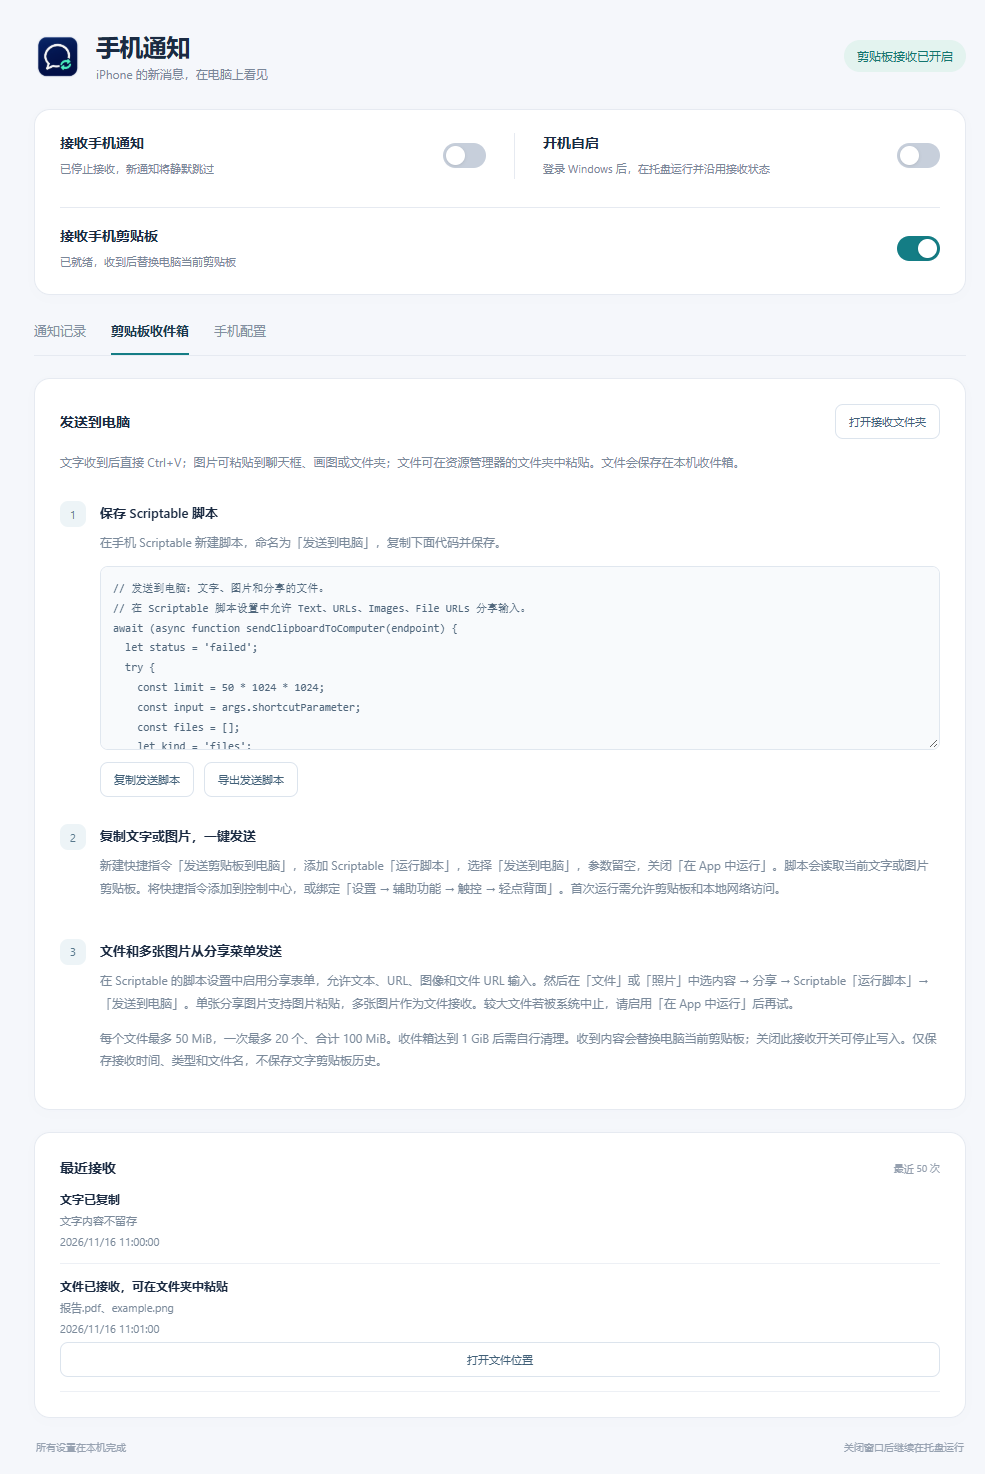 手机通知
iPhone 的新消息，在电脑上看见
剪贴板接收已开启
接收手机通知
已停止接收，新通知将静默跳过
开机自启
登录 Windows 后，在托盘运行并沿用接收状态
接收手机剪贴板
已就绪，收到后替换电脑当前剪贴板
通知记录
剪贴板收件箱
手机配置
发送到电脑
打开接收文件夹
文字收到后直接 Ctrl+V；图片可粘贴到聊天框、画图或文件夹；文件可在资源管理器的文件夹中粘贴。文件会保存在本机收件箱。
1
保存 Scriptable 脚本
在手机 Scriptable 新建脚本，命名为「发送到电脑」，复制下面代码并保存。
// 发送到电脑：文字、图片和分享的文件。
// 在 Scriptable 脚本设置中允许 Text、URLs、Images、File URLs 分享输入。
await (async function sendClipboardToComputer(endpoint) {
let status = 'failed';
try {
const limit = 50 * 1024 * 1024;
const input = args.shortcutParameter;
const files = [];
let kind = 'files';
复制发送脚本
导出发送脚本
2
复制文字或图片，一键发送
新建快捷指令「发送剪贴板到电脑」，添加 Scriptable「运行脚本」，选择「发送到电脑」，参数留空，关闭「在 App 中运行」。脚本会读取当前文字或图片
剪贴板。将快捷指令添加到控制中心，或绑定「设置 → 辅助功能 → 触控 → 轻点背面」。首次运行需允许剪贴板和本地网络访问。
3
文件和多张图片从分享菜单发送
在 Scriptable 的脚本设置中启用分享表单，允许文本、URL、图像和文件 URL 输入。然后在「文件」或「照片」中选内容 → 分享 → Scriptable「运行脚本」→
「发送到电脑」。单张分享图片支持图片粘贴，多张图片作为文件接收。较大文件若被系统中止，请启用「在 App 中运行」后再试。
每个文件最多 50 MiB，一次最多 20 个、合计 100 MiB。收件箱达到 1 GiB 后需自行清理。收到内容会替换电脑当前剪贴板；关闭此接收开关可停止写入。仅保
存接收时间、类型和文件名，不保存文字剪贴板历史。
最近接收
最近 50 次
文字已复制
文字内容不留存
2026/11/16 11:00:00
文件已接收，可在文件夹中粘贴
报告.pdf、example.png
2026/11/16 11:01:00
打开文件位置
所有设置在本机完成
关闭窗口后继续在托盘运行